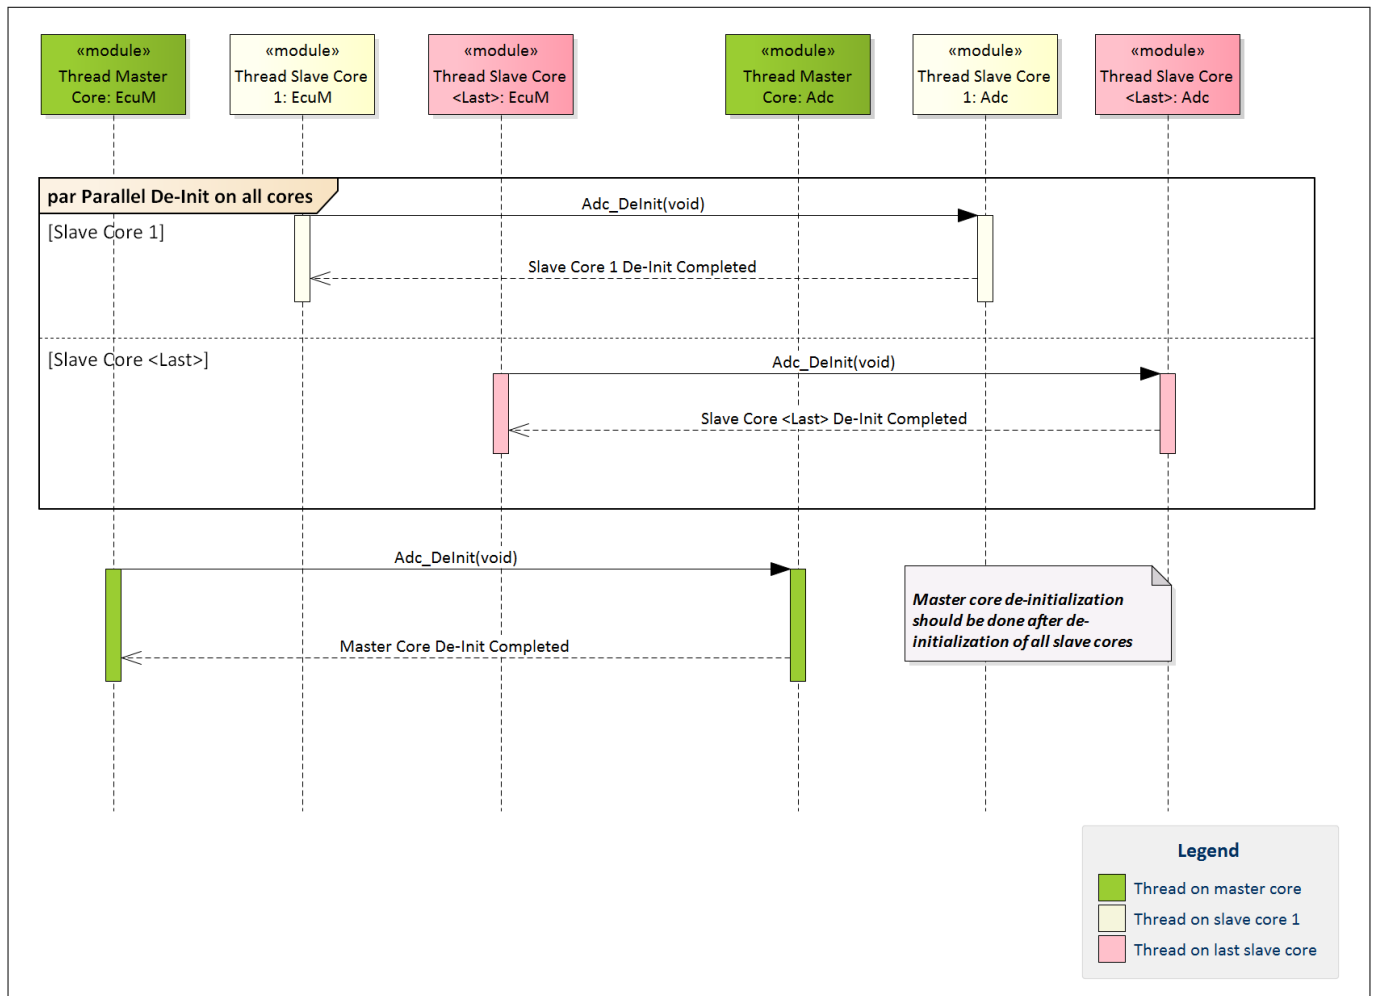 «module»
Thread Master
Core: EcuM
«module»
Thread Slave Core
1: EcuM
«module»
Thread Slave Core
<Last>: EcuM
«module»
Thread Master
Core: Adc
«module»
Thread Slave Core
1: Adc
«module»
Thread Slave Core
<Last>: Adc
par Parallel De-Init on all cores
Adc_DeInit(void)
[Slave Core 1]
Slave Core 1 De-Init Completed
[Slave Core <Last>]
Adc_DeInit(void)
Slave Core <Last> De-Init Completed
Adc_DeInit(void)
Master Core De-Init Completed
Master core de-initialization
should be done after de-
initialization of all slave cores
Legend
Thread on master core
Thread on slave core 1
Thread on last slave core